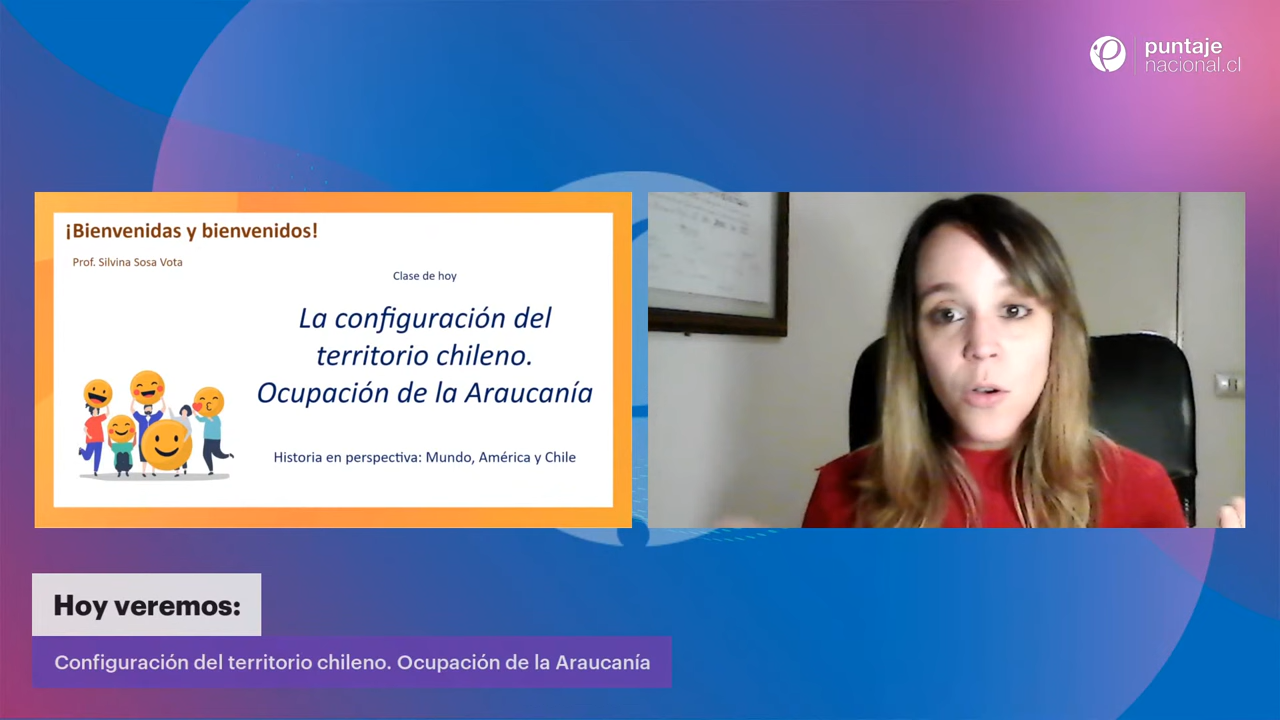 puntaje
nacional.cl
¡Bienvenidas y bienvenidos!
Prof. Silvina Sosa Vota
Clase de hoy
La configuración del
territorio chileno.
Ocupación de la Araucanía
Historia en perspectiva: Mundo, América y Chile
Hoy veremos:
Configuración del territorio chileno. Ocupación de la Araucanía